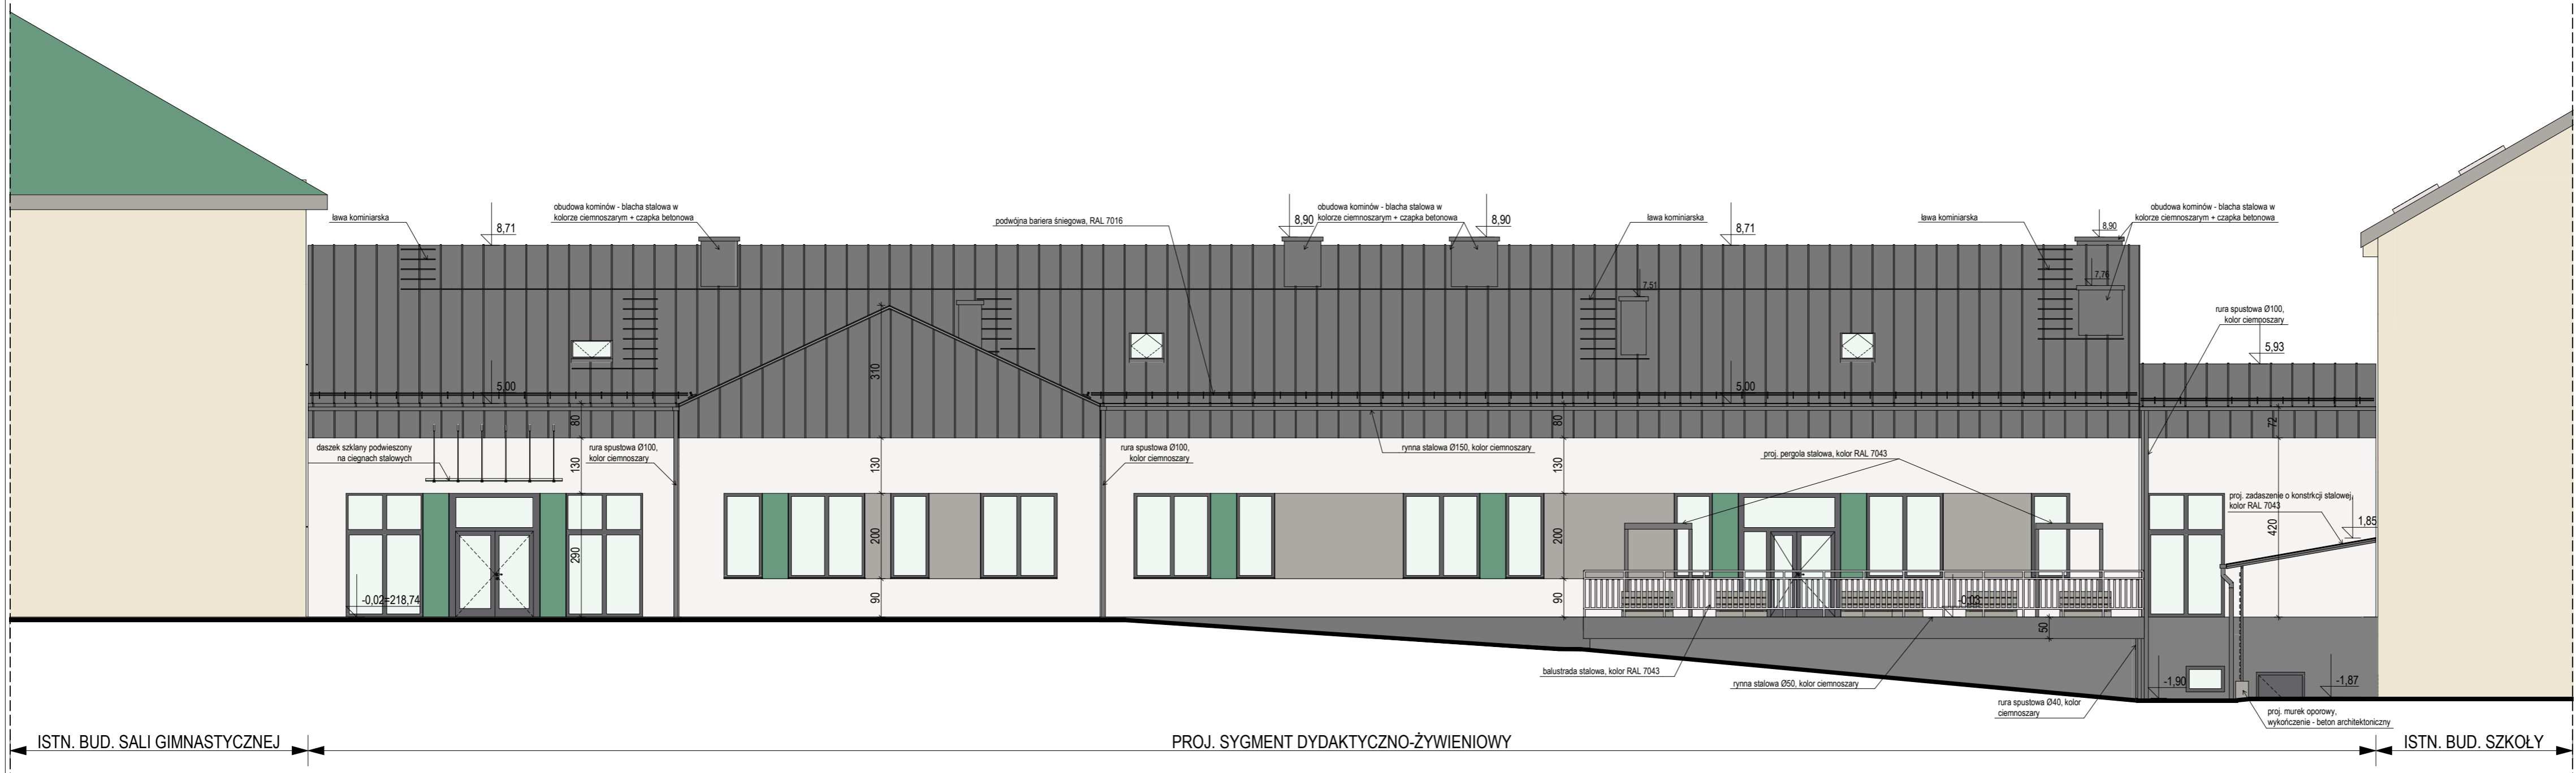 ława kominiarska
8,71
obudowa kominów - blacha stalowa w
kolorze ciemnoszarym + czapka betonowa
podwójna bariera śniegowa, RAL 7016
8,90
obudowa kominów - blacha stalowa w
kolorze ciemnoszarym + czapka betonowa
8,90
ława kominiarska
8,71
ława kominiarska
8,90
obudowa kominów - blacha stalowa w
kolorze ciemnoszarym + czapka betonowa
7,51
7,76
rura spustowa Ø100,
kolor ciemnoszary
5,93
310
5,00
5,00
80
80
72
daszek szklany podwieszony
na cięgnach stalowych
130
rura spustowa Ø100,
kolor ciemnoszary
130
rura spustowa Ø100,
kolor ciemnoszary
rynna stalowa Ø150, kolor ciemnoszary
130
proj. pergola stalowa, kolor RAL 7043
proj. zadaszenie o konstrkcji stalowej,
kolor RAL 7043
1,85
420
290
200
200
-0,02=218,74
90
90
-0,03
50
balustrada stalowa, kolor RAL 7043
rynna stalowa Ø50, kolor ciemnoszary
rura spustowa Ø40, kolor
ciemnoszary
-1,90
-1,87
proj. murek oporowy,
wykończenie - beton architektoniczny
ISTN. BUD. SALI GIMNASTYCZNEJ
PROJ. SYGMENT DYDAKTYCZNO-ŻYWIENIOWY
ISTN. BUD. SZKOŁY